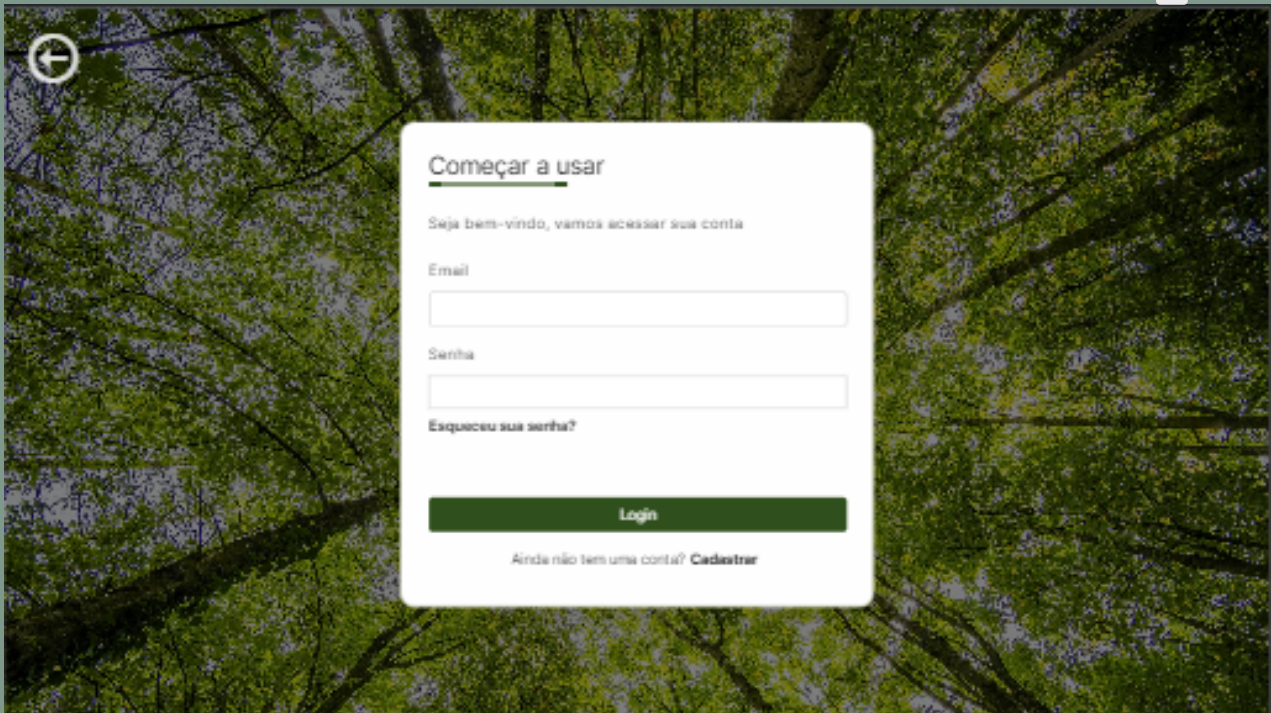 Começar a usar
Seja bem-vindo, vamos acessar sua conta
Email
Senha
Esqueceu sua senha?
Login
Ainda não tem uma conta? Cadastrar